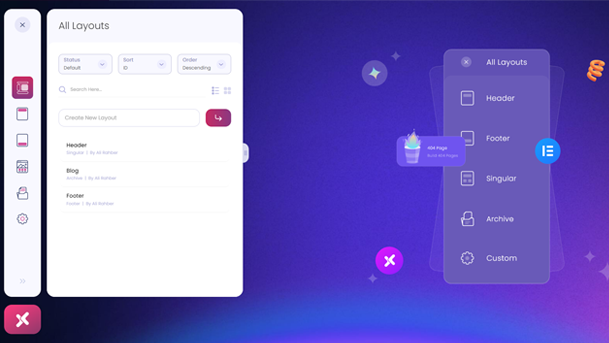 All Layouts
Status
Default
Sort
ID
Order
Descending
Search Here...
Create New Layout
Header
Singular | By Ali Rahber
Blog
Archive | By Ali Rahber
Footer
Footer | By Ali Rahber
All Layouts
Header
404 Page
Build 404 Pages
Footer
Singular
Archive
Custom